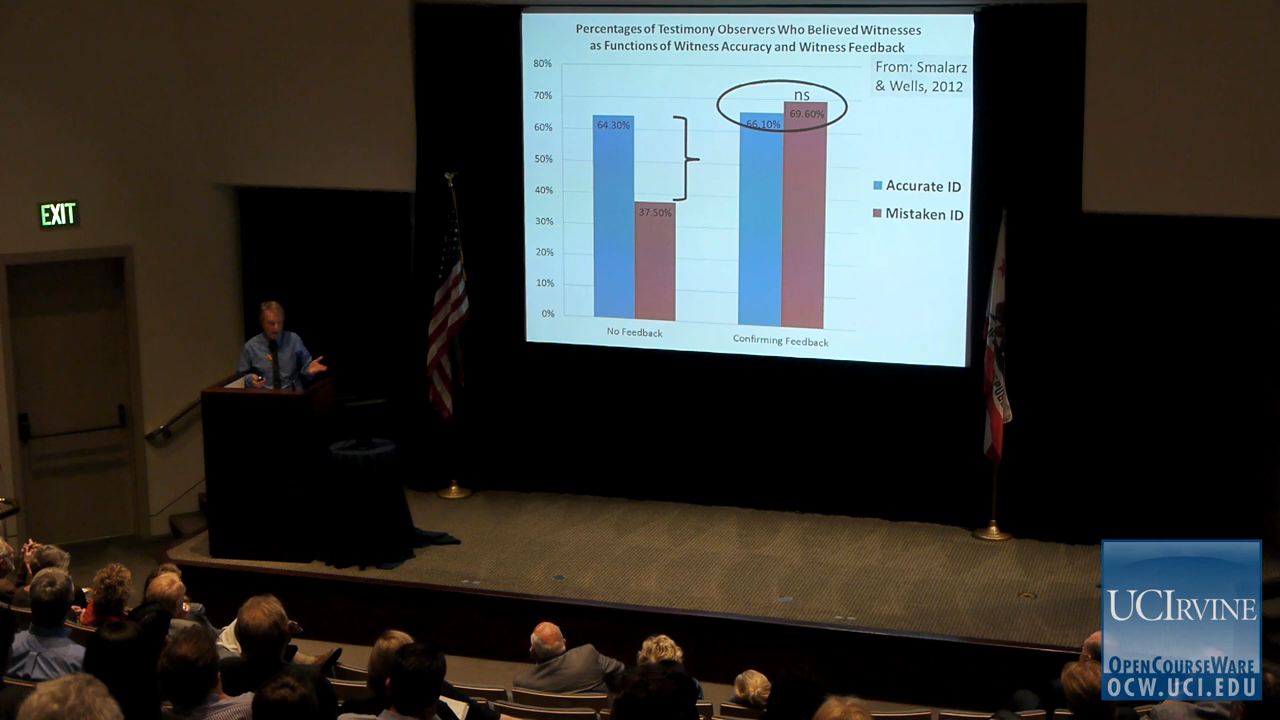 Percentages of Testimony Observers Who Believed Witnesses
as Functions of Witness Accuracy and Witness Feedback
From: Smalarz
& Wells, 2012
80%
70%
60%
50%
40%
30%
20%
10%
0%
64.30%
37.50%
ns
66.10%
69.60%
Accurate ID
Mistaken ID
No Feedback
Confirming Feedback
EXIT
UCIRVINE
OPENCOURSEWARE
OCW.UCI.EDU